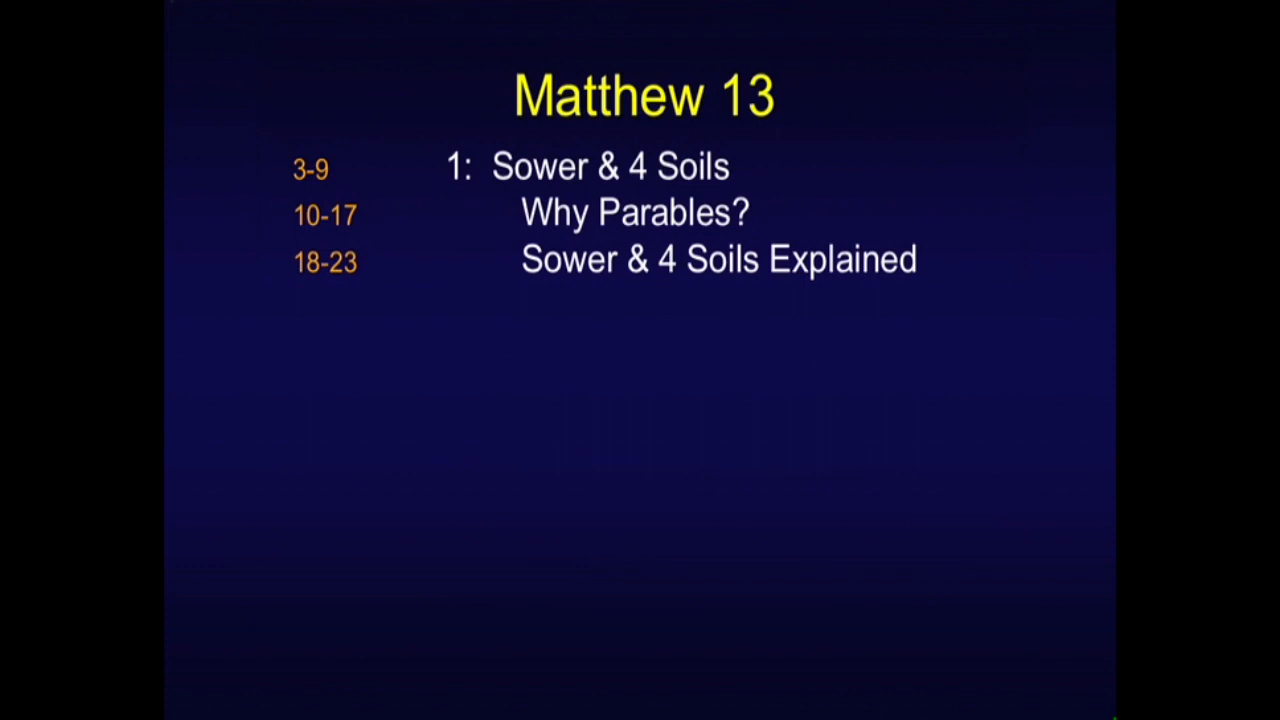 Matthew 13
3-9 1: Sower & 4 Soils
10-17 Why Parables?
18-23 Sower & 4 Soils Explained